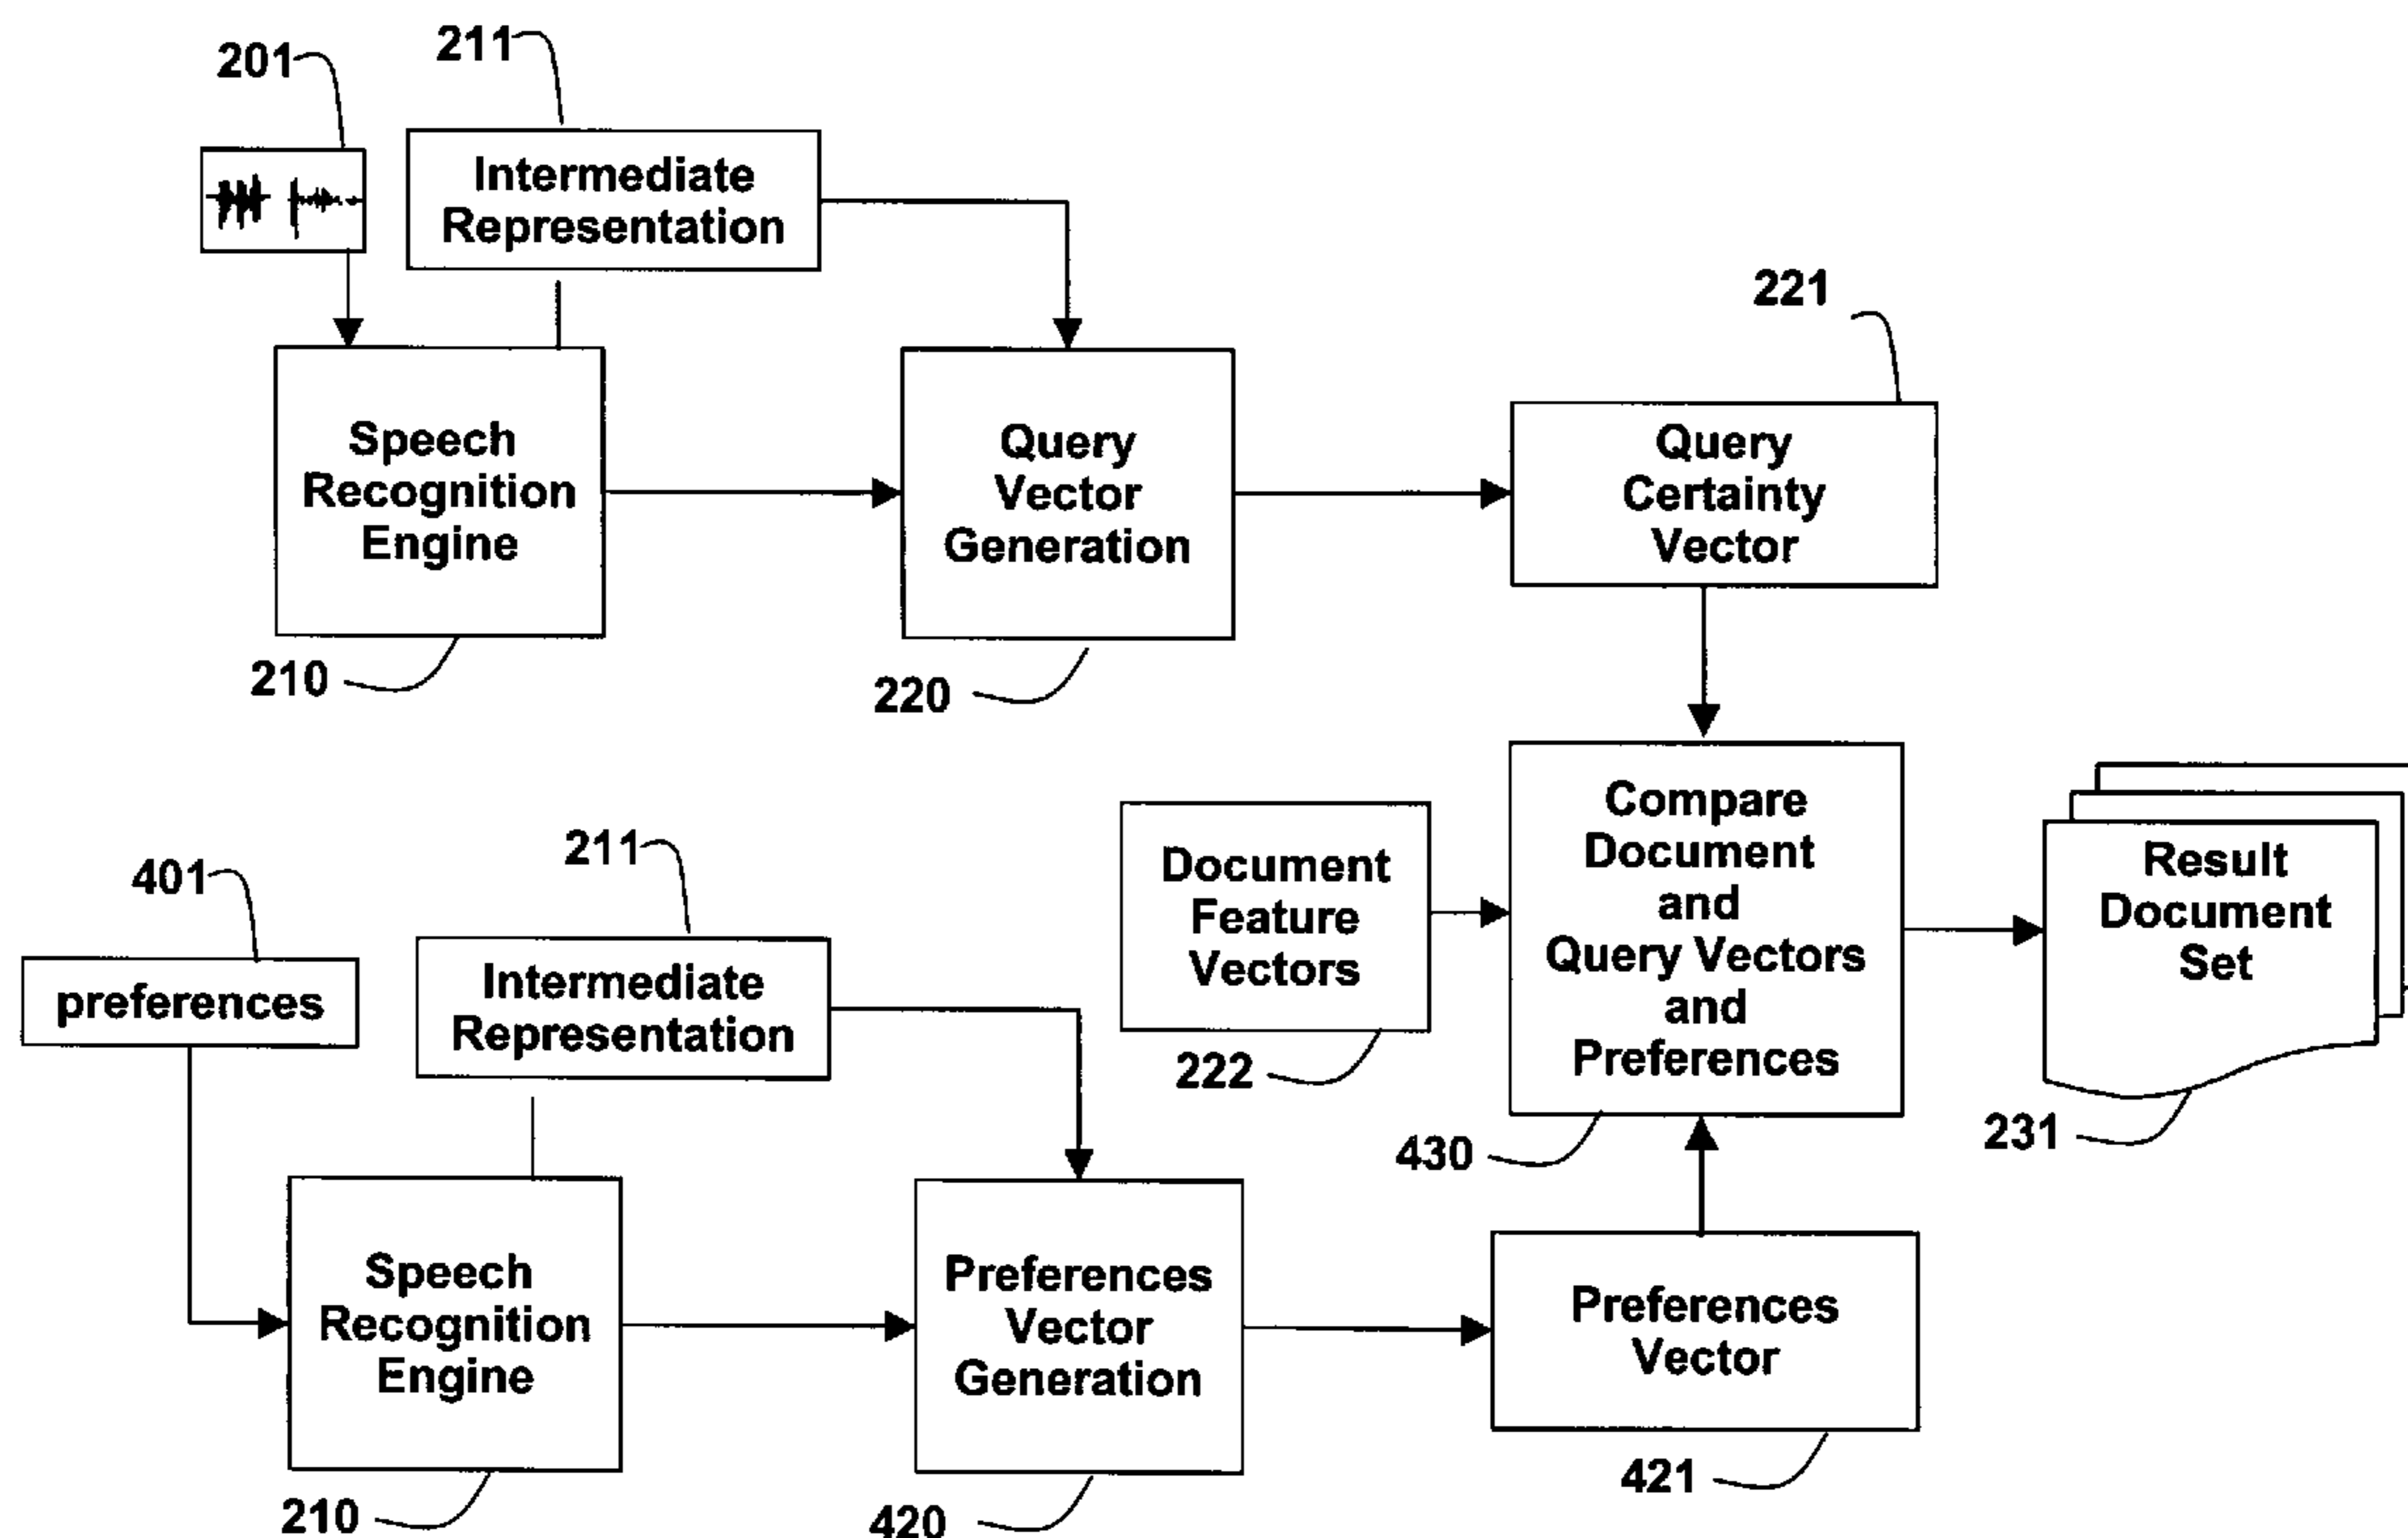 201
211
Intermediate
Representation
221
Speech
Recognition
Engine
Query
Vector
Generation
Query
Certainty
Vector
210
220
401
211
preferences
Intermediate
Representation
Document
Feature
Vectors
222
Compare
Document
and
Query Vectors
and
Preferences
430
Result
Document
Set
231
Speech
Recognition
Engine
Preferences
Vector
Generation
Preferences
Vector
210
420
421